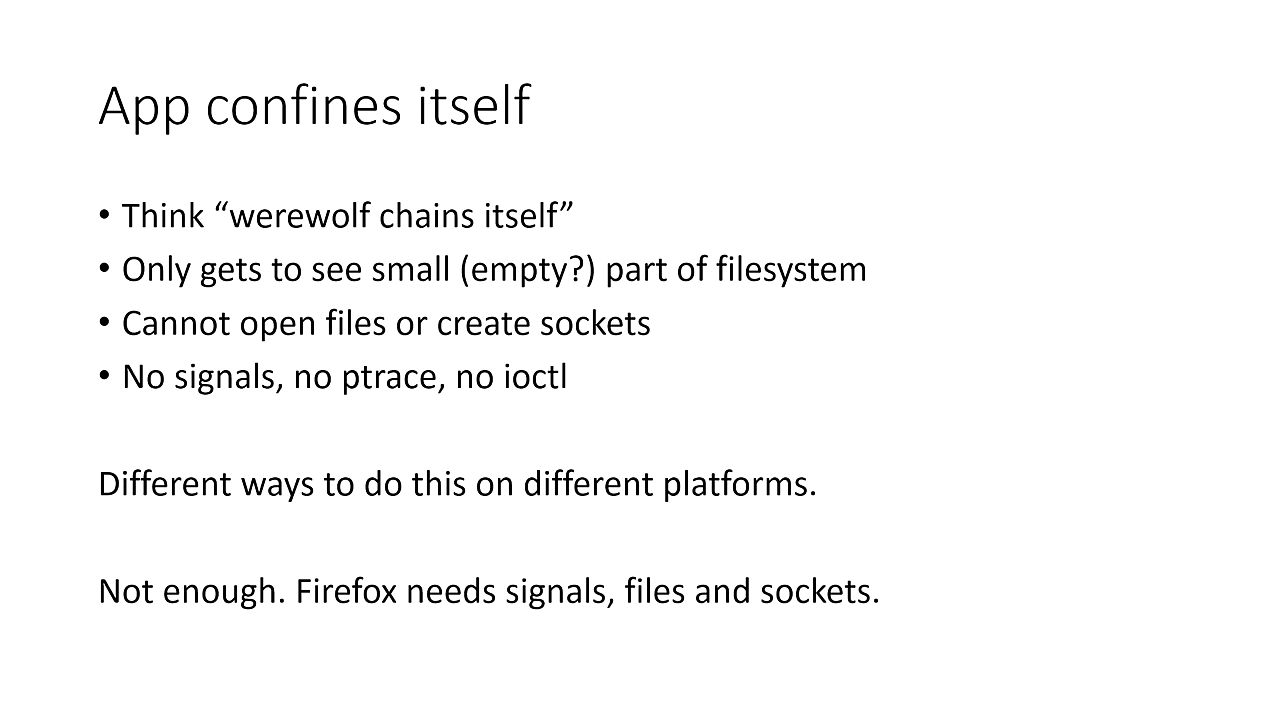 App confines itself
• Think “werewolf chains itself”
• Only gets to see small (empty?) part of filesystem
• Cannot open files or create sockets
• No signals, no ptrace, no ioctl
Different ways to do this on different platforms.
Not enough. Firefox needs signals, files and sockets.